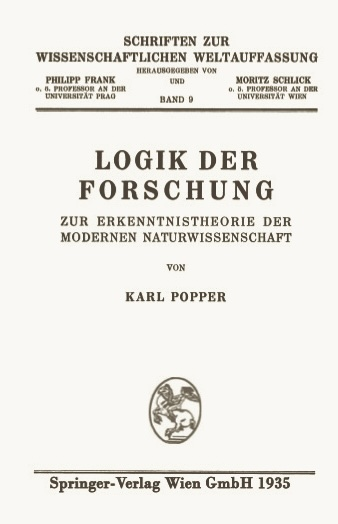 SCHRIFTEN ZUR
WISSENSCHAFTLICHEN WELTAUFFASSUNG
HERAUSGEGEBEN VON
PHILIPP FRANK UND MORITZ SCHLICK
O. Ö. PROFESSOR AN DER O. Ö. PROFESSOR AN DER
UNIVERSITÄT PRAG UNIVERSITÄT WIEN
BAND 9
LOGIK DER
FORSCHUNG
ZUR ERKENNTNISTHEORIE DER
MODERNEN NATURWISSENSCHAFT
VON
KARL POPPER
Springer-Verlag Wien GmbH 1935